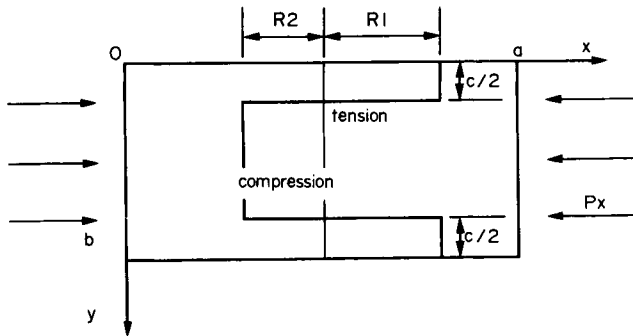 R2
R1
O
a
x
c/2
tension
compression
Px
b
c/2
y